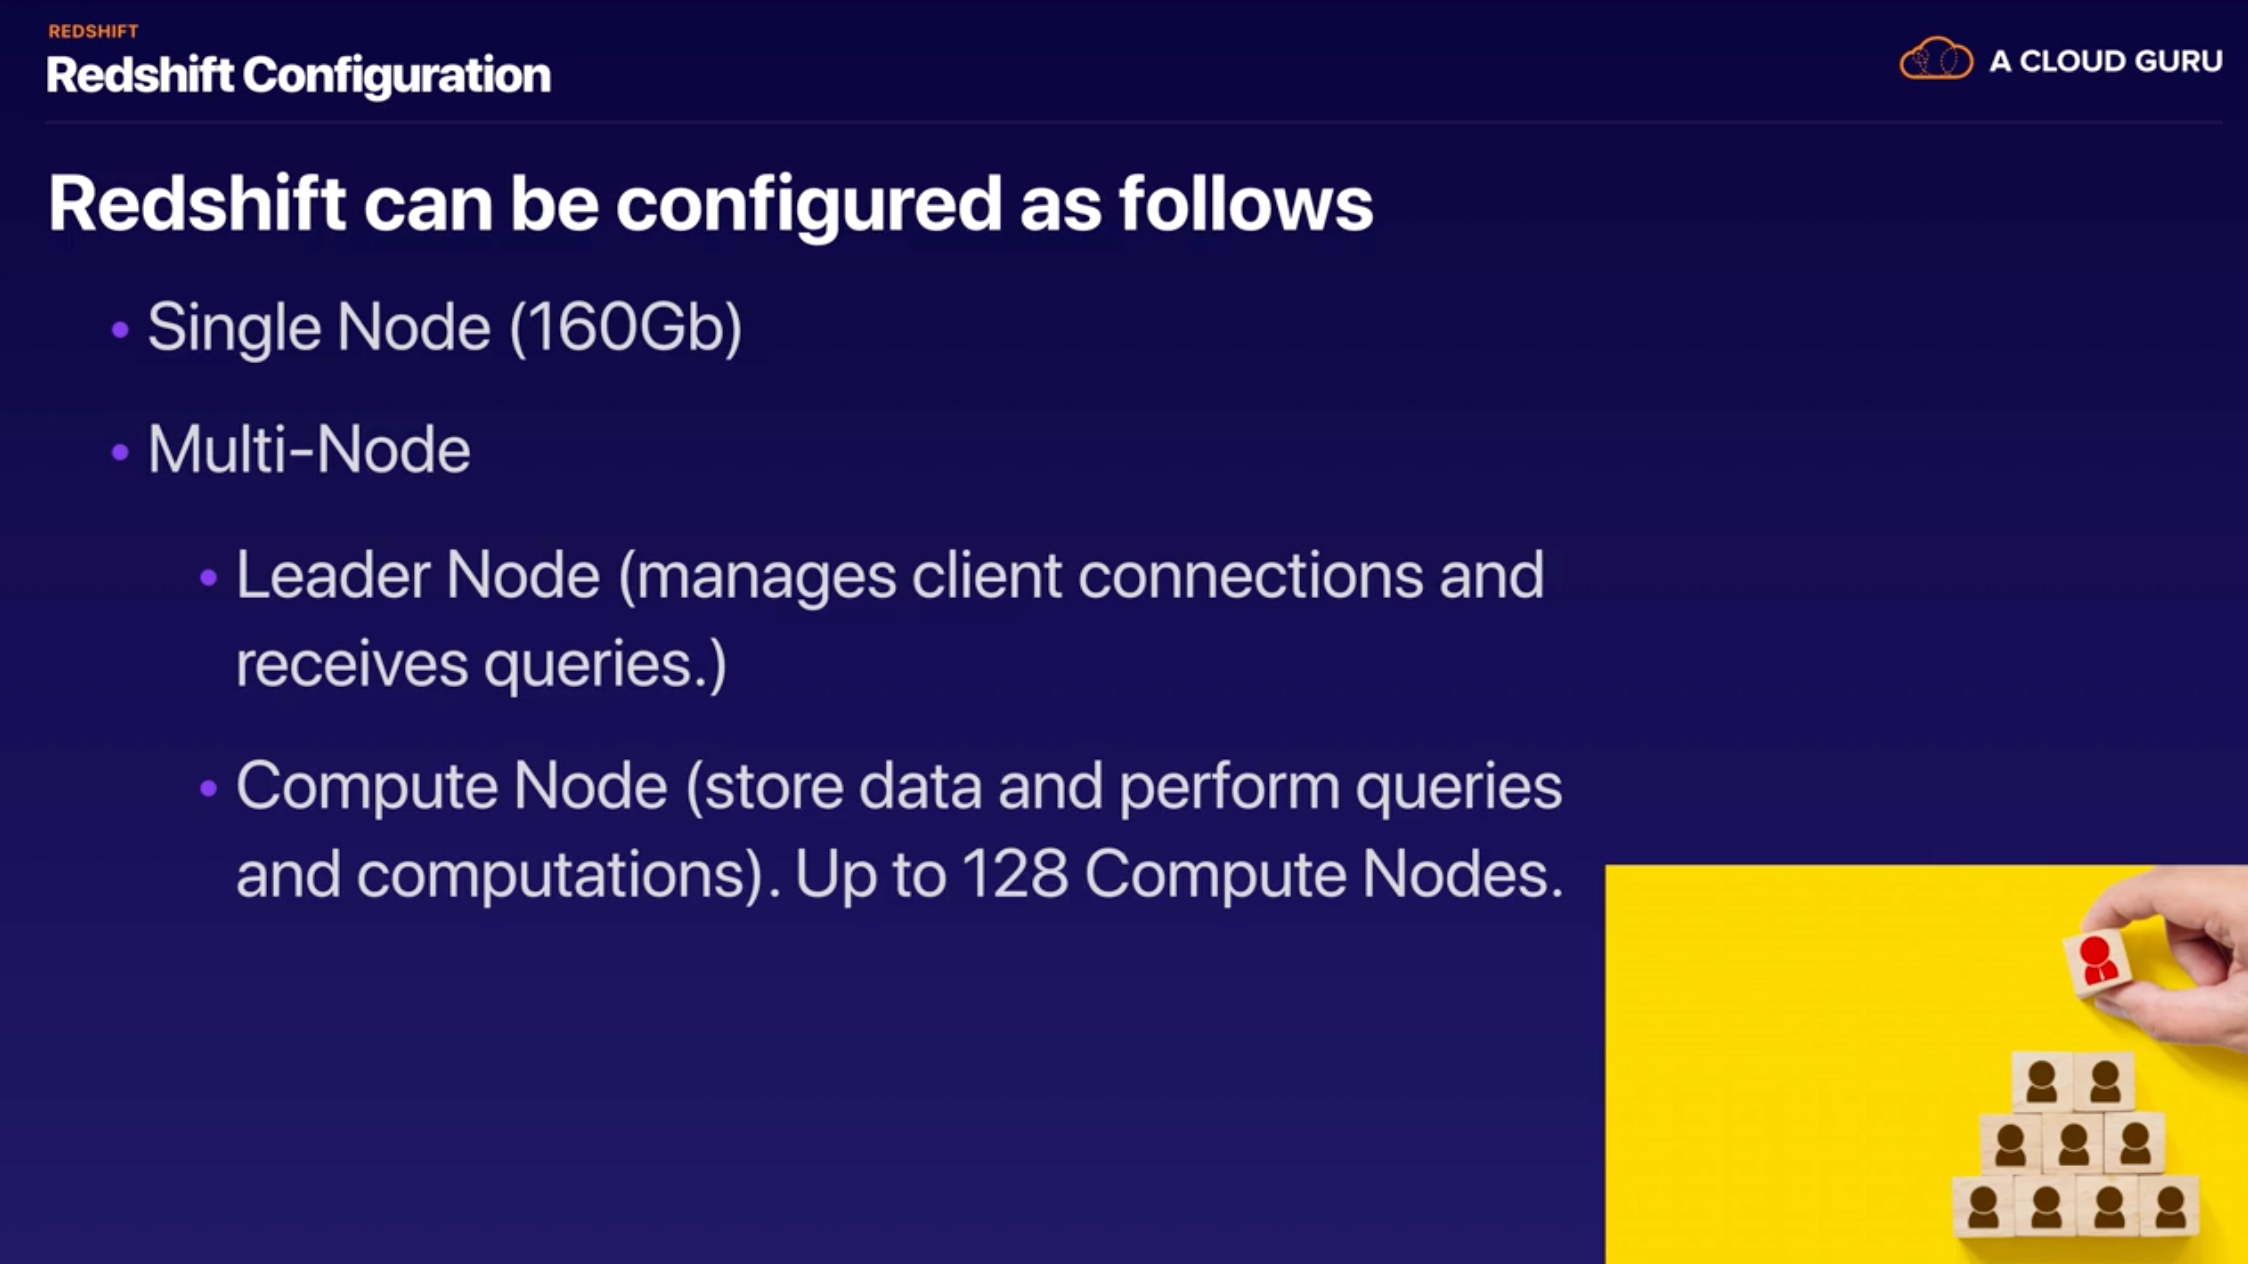 REDSHIFT
Redshift Configuration
A CLOUD GURU
Redshift can be configured as follows
• Single Node (160Gb)
• Multi-Node
• Leader Node (manages client connections and
receives queries.)
• Compute Node (store data and perform queries
and computations). Up to 128 Compute Nodes.